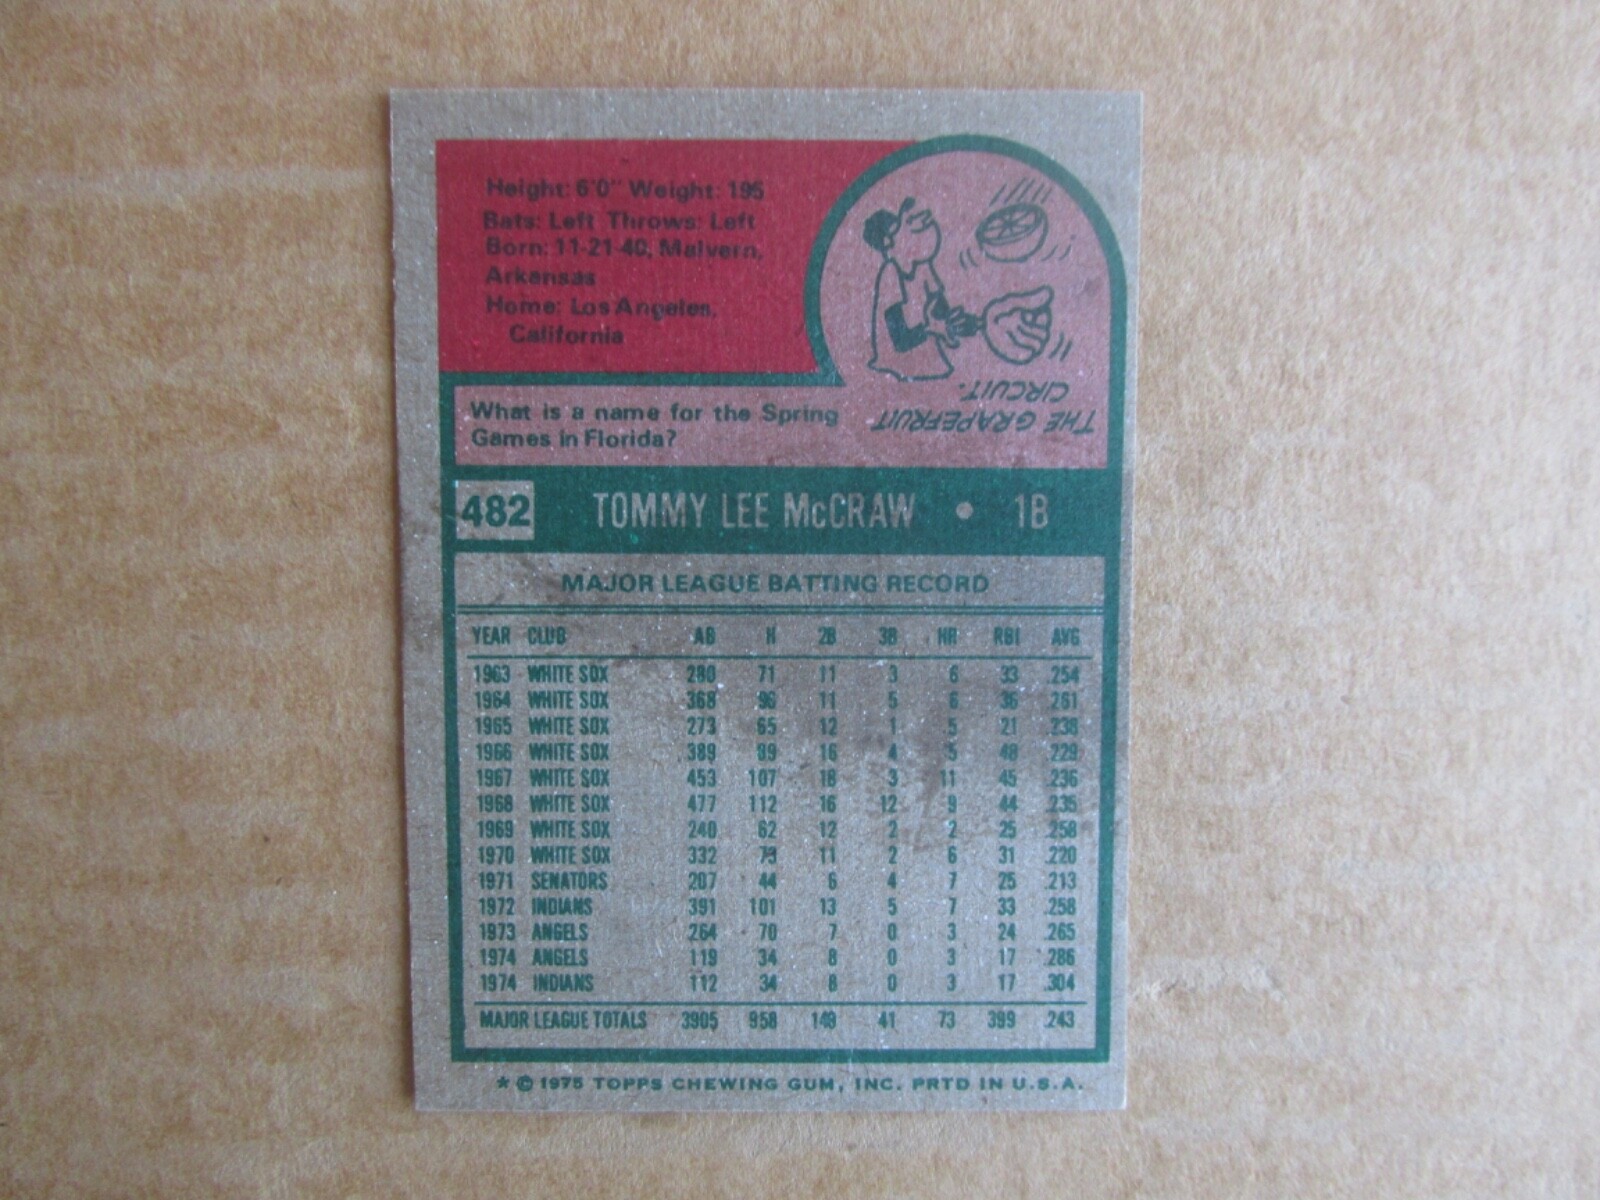 Height: 6'0" Weight: 195
Bats: Left Throws: Left
Born: 11-21-40, Malvern,
Arkansas
Home: Los Angeles,
California
What is a name for the Spring
Games in Florida?
THE GRAPEFRUIT
CIRCUIT.
482 TOMMY LEE McCRAW • 1B
MAJOR LEAGUE BATTING RECORD
YEAR CLUB AB H 2B 3B HR RBI AVG
1963 WHITE SOX 280 71 11 3 6 33 .254
1964 WHITE SOX 368 96 11 5 6 36 .261
1965 WHITE SOX 273 65 12 1 5 21 .238
1966 WHITE SOX 389 89 16 4 5 48 .229
1967 WHITE SOX 453 107 18 3 11 45 .236
1968 WHITE SOX 477 112 16 12 9 44 .235
1969 WHITE SOX 240 62 12 2 2 25 .258
1970 WHITE SOX 332 73 11 2 6 31 .220
1971 SENATORS 207 44 6 4 7 25 .213
1972 INDIANS 391 101 13 5 7 33 .258
1973 ANGELS 264 70 7 0 3 24 .265
1974 ANGELS 119 34 8 0 3 17 .286
1974 INDIANS 112 34 8 0 3 17 .304
MAJOR LEAGUE TOTALS 3905 958 149 41 73 399 .243
* © 1975 TOPPS CHEWING GUM, INC. PRTD IN U.S.A.